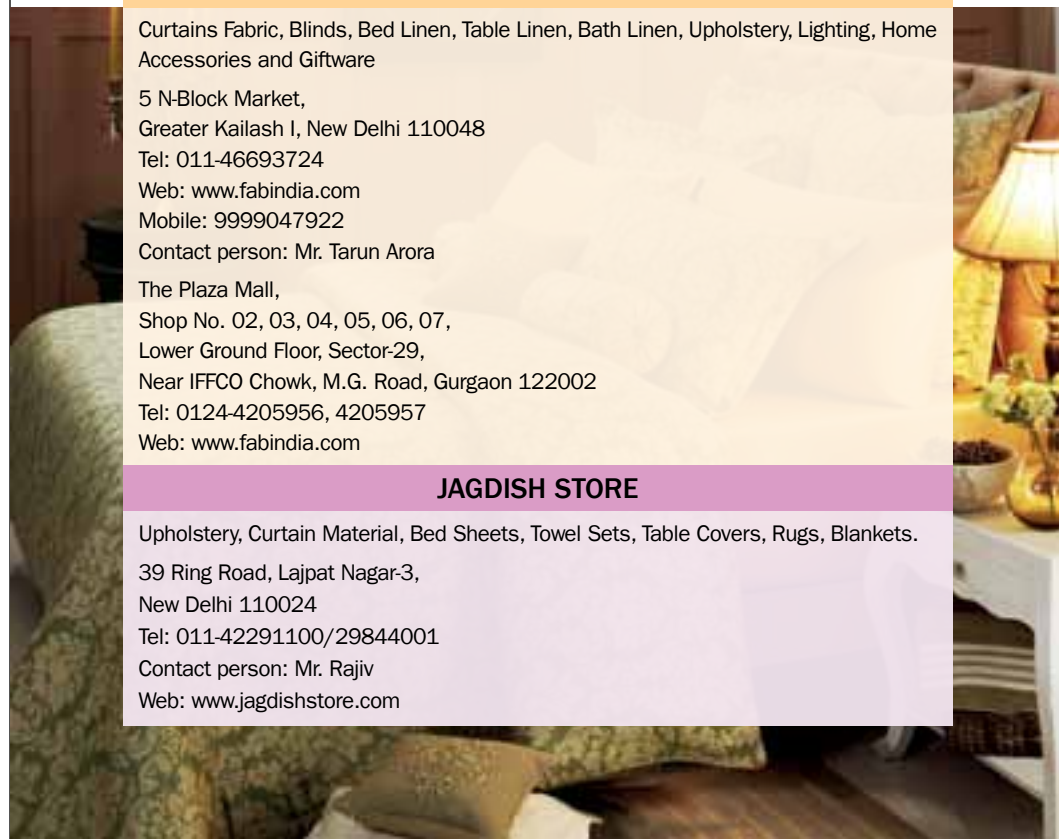 Curtains Fabric, Blinds, Bed Linen, Table Linen, Bath Linen, Upholstery, Lighting, Home
Accessories and Giftware
5 N-Block Market,
Greater Kailash I, New Delhi 110048
Tel: 011-46693724
Web: www.fabindia.com
Mobile: 9999047922
Contact person: Mr. Tarun Arora
The Plaza Mall,
Shop No. 02, 03, 04, 05, 06, 07,
Lower Ground Floor, Sector-29,
Near IFFCO Chowk, M.G. Road, Gurgaon 122002
Tel: 0124-4205956, 4205957
Web: www.fabindia.com
JAGDISH STORE
Upholstery, Curtain Material, Bed Sheets, Towel Sets, Table Covers, Rugs, Blankets.
39 Ring Road, Lajpat Nagar-3,
New Delhi 110024
Tel: 011-42291100/29844001
Contact person: Mr. Rajiv
Web: www.jagdishstore.com